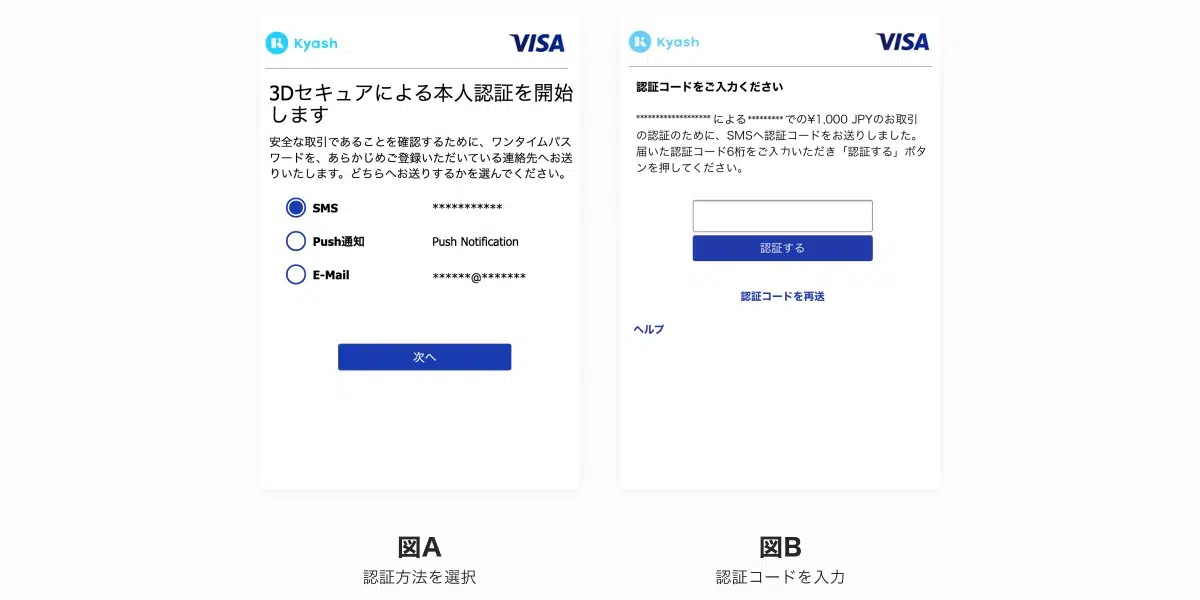 Kyash
VISA
3Dセキュアによる本人認証を開始
します
安全な取引であることを確認するために、ワンタイムパス
ワードを、あらかじめご登録いただいている連絡先へお送
りいたします。どちらへお送りするかを選んでください。
SMS ***********
Push通知 Push Notification
E-Mail ******@*******
次へ
図A
認証方法を選択
Kyash
VISA
認証コードをご入力ください
******************* による********* での¥1,000 JPYのお取引
の認証のために、SMSへ認証コードをお送りしました。
届いた認証コード6桁をご入力いただき「認証する」ボタ
ンを押してください。
認証する
認証コードを再送
ヘルプ
図B
認証コードを入力